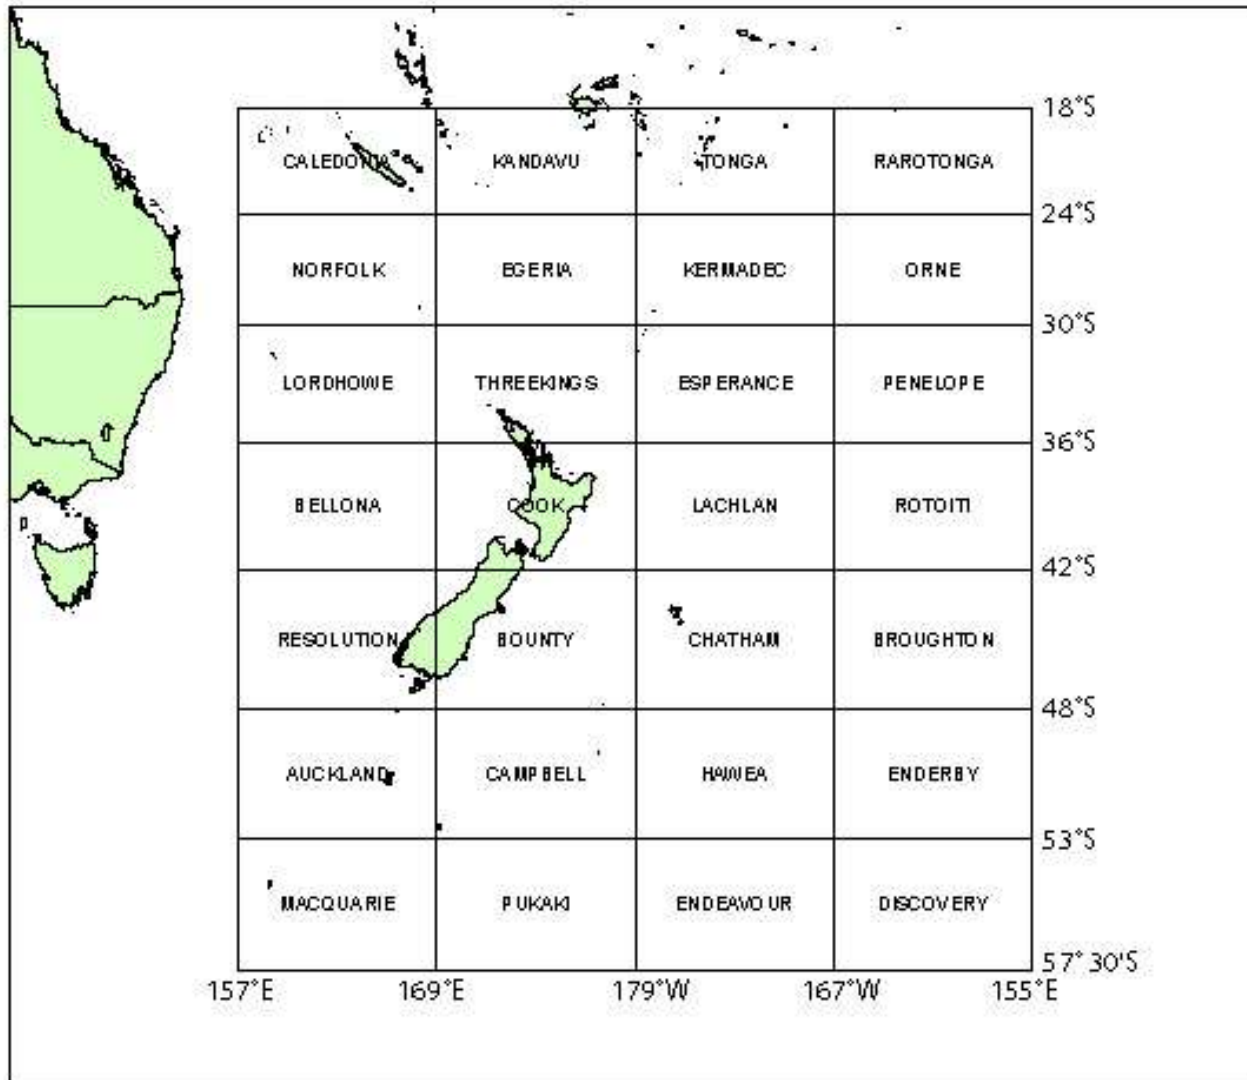 18°S
CALEDONIA KANDAVU TONGA RAROTONGA
24°S
NORFOLK EGERIA KERMADEC ORNE
30°S
LORDHOWE THREEKINGS ESPERANCE PENELOPE
36°S
BELLONA COOK LACHLAN ROTOITI
42°S
RESOLUTION BOUNTY CHATHAM BROUGHTON
48°S
AUCKLAND CAMPBELL HAWEA ENDERBY
53°S
MACQUARIE PUKAKI ENDEAVOUR DISCOVERY
57°30'S
157°E 169°E 179°W 167°W 155°E